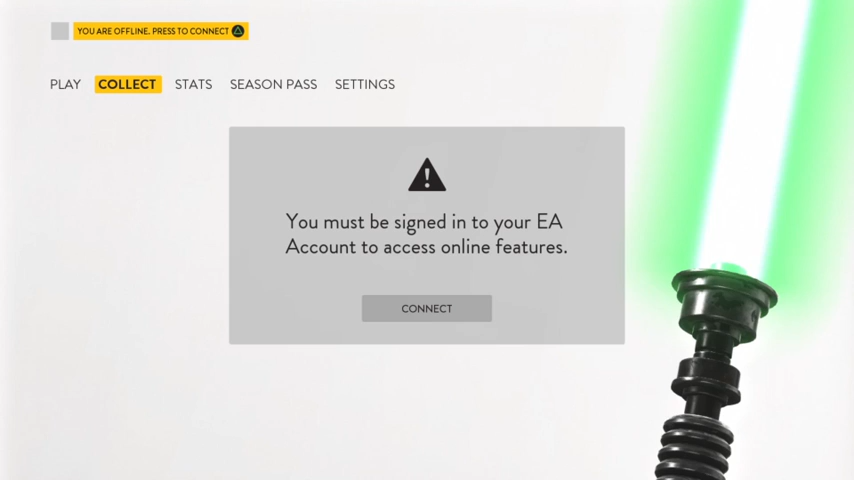 YOU ARE OFFLINE. PRESS TO CONNECT
PLAY COLLECT STATS SEASON PASS SETTINGS
You must be signed in to your EA
Account to access online features.
CONNECT